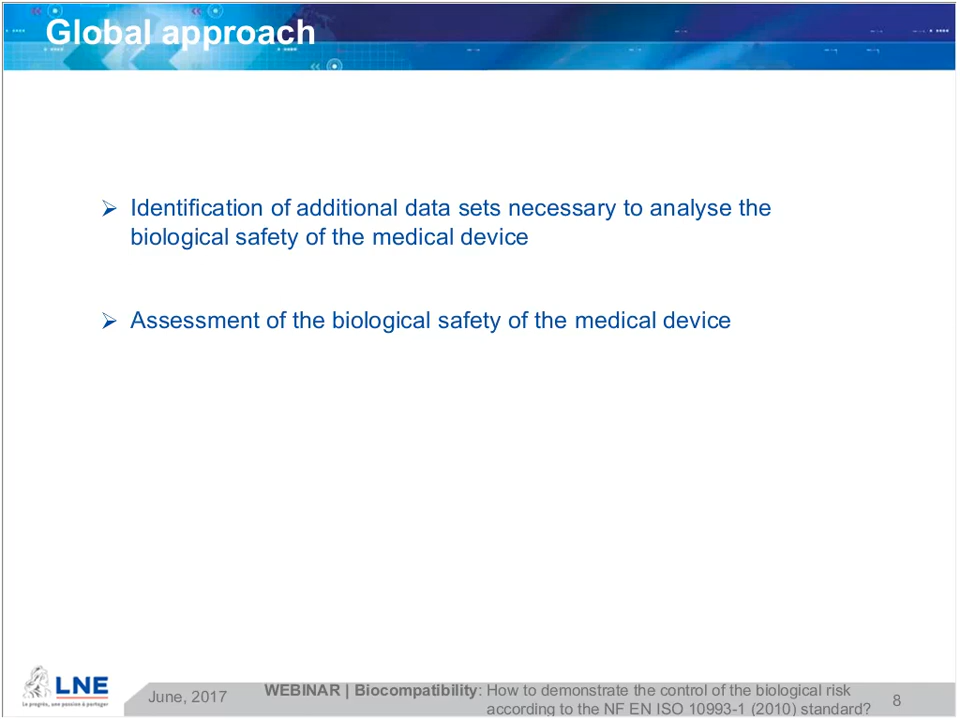 Global approach
Identification of additional data sets necessary to analyse the
biological safety of the medical device
Assessment of the biological safety of the medical device
LNE
Le progrès, une passion à partager
June, 2017
WEBINAR | Biocompatibility: How to demonstrate the control of the biological risk
according to the NF EN ISO 10993-1 (2010) standard?
8